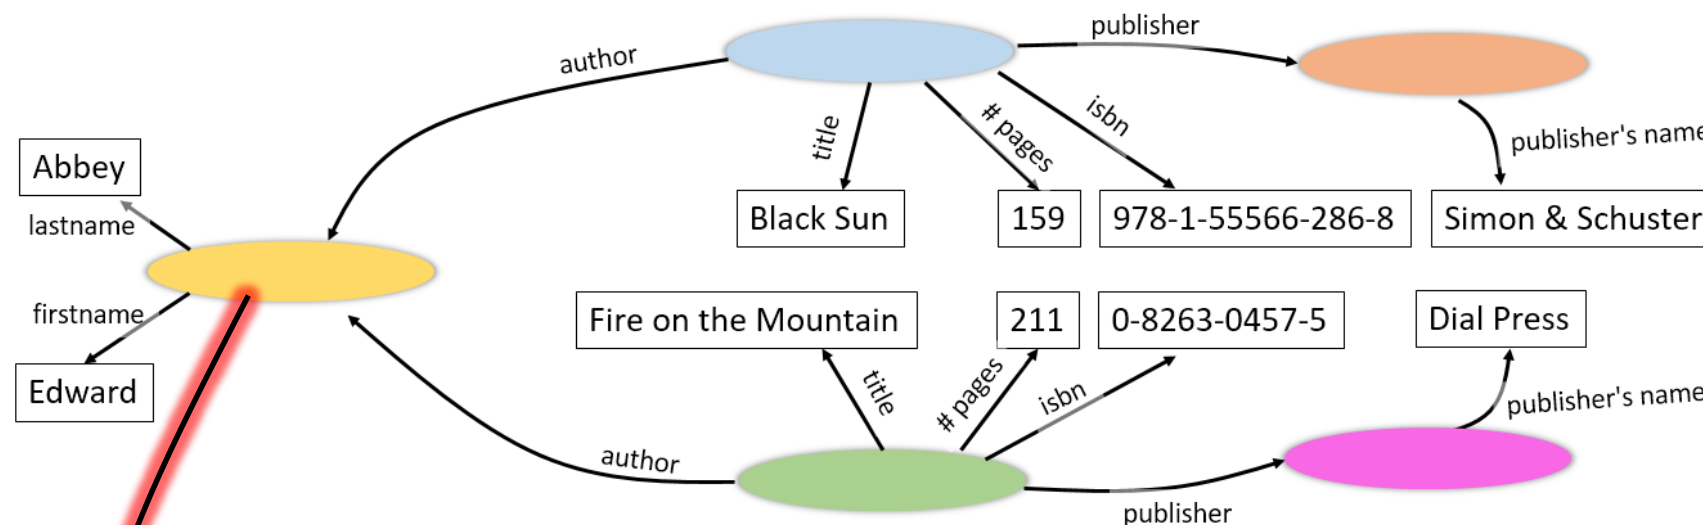 publisher
author
title
# pages
isbn
publisher's name
Abbey
lastname
Black Sun
159
978-1-55566-286-8
Simon & Schuster
firstname
Edward
Fire on the Mountain
211
0-8263-0457-5
Dial Press
title
# pages
isbn
publisher's name
author
publisher